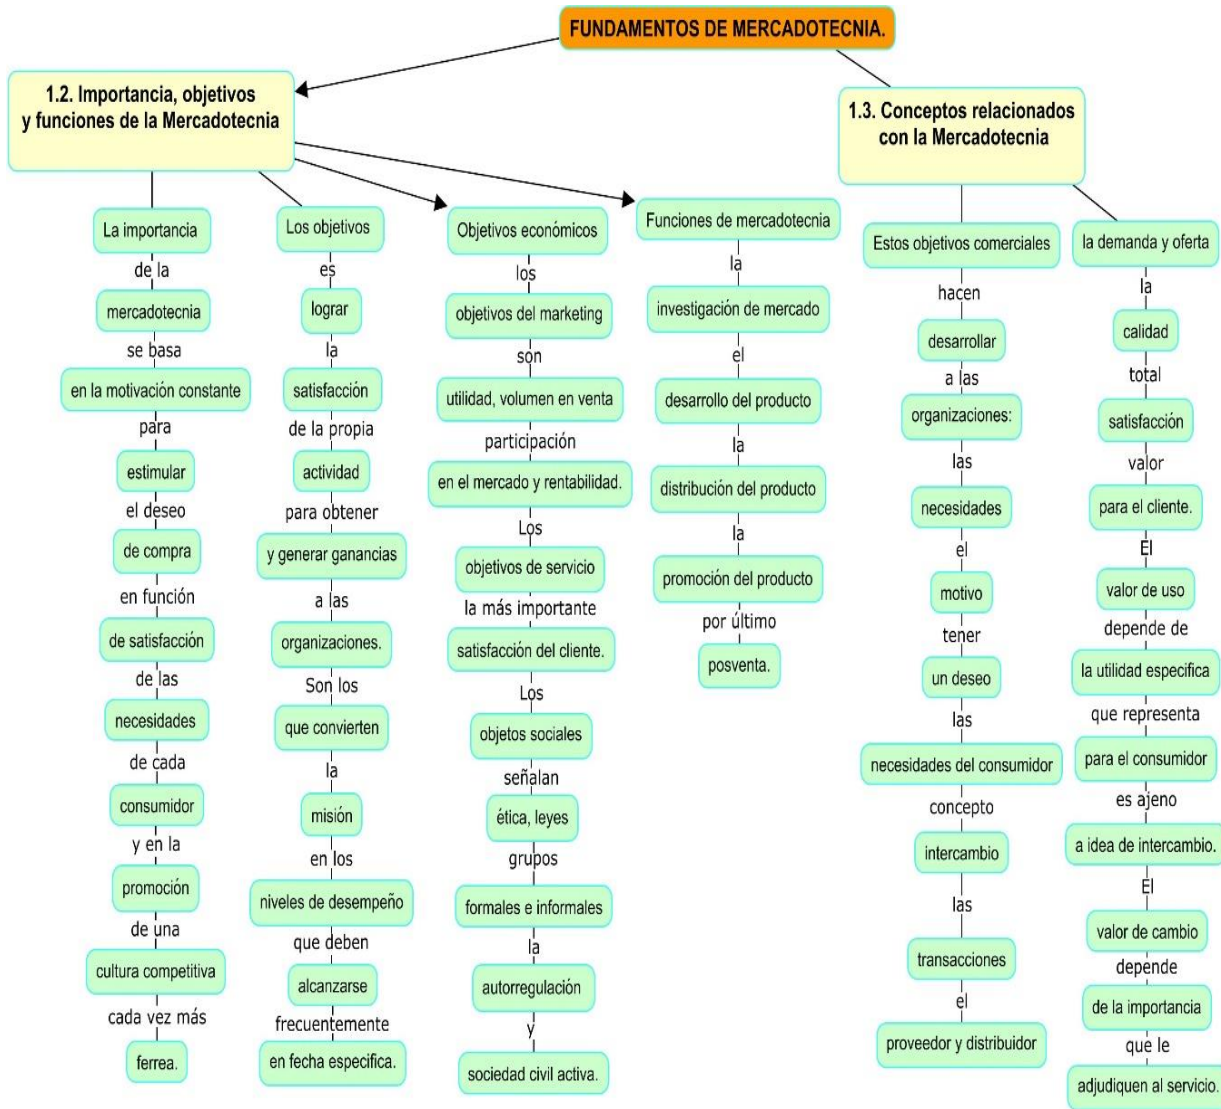 FUNDAMENTOS DE MERCADOTECNIA.
1.2. Importancia, objetivos
y funciones de la Mercadotecnia
La importancia
de la
mercadotecnia
se basa
en la motivación constante
para
estimular
el deseo
de compra
en función
de satisfacción
de las
necesidades
de cada
consumidor
y en la
promoción
de una
cultura competitiva
cada vez más
ferrea.
Los objetivos
es
lograr
la
satisfacción
de la propia
actividad
para obtener
y generar ganancias
a las
organizaciones.
Son los
que convierten
la
misión
en los
niveles de desempeño
que deben
alcanzarse
frecuentemente
en fecha especifica.
Objetivos económicos
los
objetivos del marketing
son
utilidad, volumen en venta
participación
en el mercado y rentabilidad.
Los
objetivos de servicio
la más importante
satisfacción del cliente.
Los
objetos sociales
señalan
ética, leyes
grupos
formales e informales
la
autorregulación
y
sociedad civil activa.
Funciones de mercadotecnia
la
investigación de mercado
el
desarrollo del producto
la
distribución del producto
la
promoción del producto
por último
posventa.
1.3. Conceptos relacionados
con la Mercadotecnia
Estos objetivos comerciales
hacen
desarrollar
a las
organizaciones:
las
necesidades
el
motivo
tener
un deseo
las
necesidades del consumidor
concepto
intercambio
las
transacciones
el
proveedor y distribuidor
la demanda y oferta
la
calidad
total
satisfacción
valor
para el cliente.
El
valor de uso
depende de
la utilidad especifica
que representa
para el consumidor
es ajeno
a idea de intercambio.
El
valor de cambio
depende
de la importancia
que le
adjudiquen al servicio.